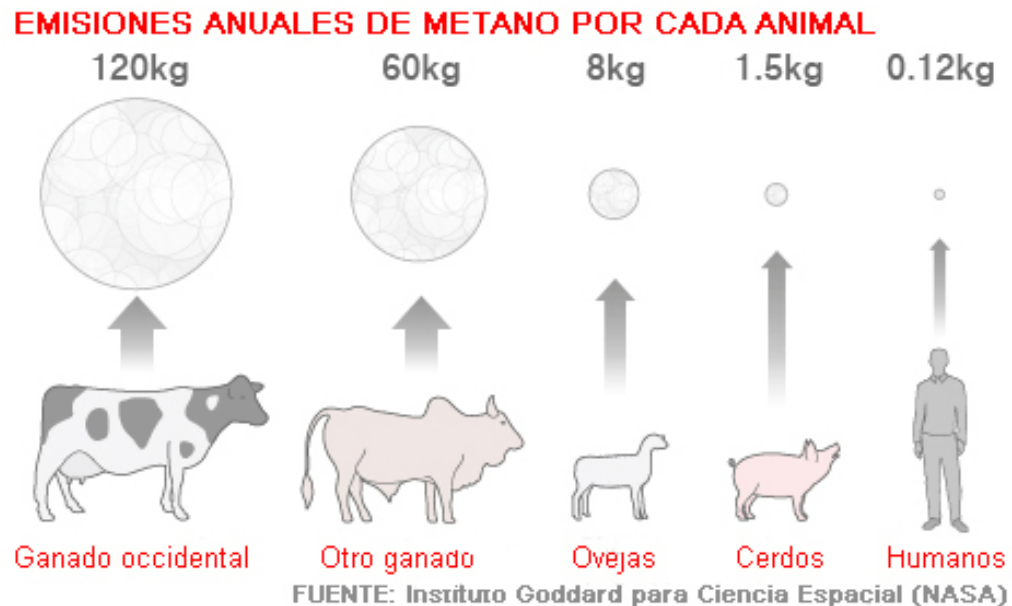 EMISIONES ANUALES DE METANO POR CADA ANIMAL
120kg 60kg 8kg 1.5kg 0.12kg
Ganado occidental Otro ganado Ovejas Cerdos Humanos
FUENTE: Instituto Goddard para Ciencia Espacial (NASA)